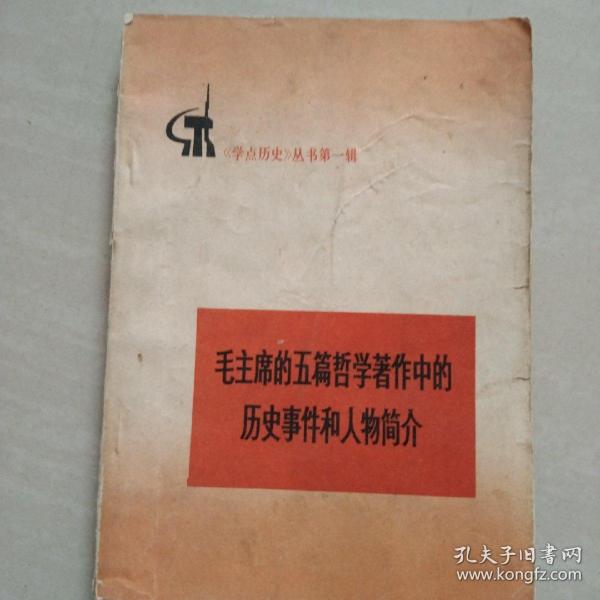 《学点历史》丛书第一辑
毛主席的五篇哲学著作中的
历史事件和人物简介
孔夫子旧书网
www.kongfz.com